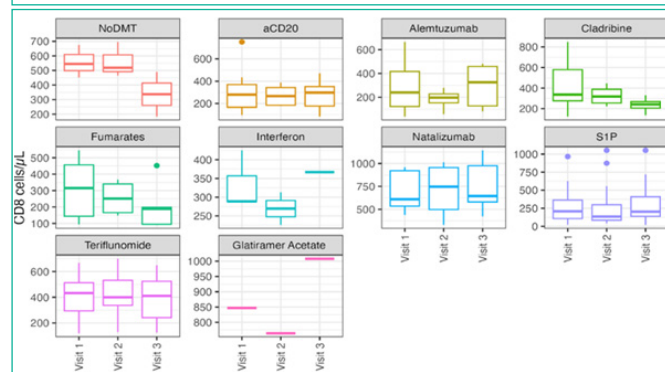 NoDMT
aCD20
Alemtuzumab
Cladribine
700
600
500
400
300
200
600
400
200
600
400
200
800
600
400
200
Fumarates
Interferon
Natalizumab
S1P
CD8 cells/μL
500
400
300
200
100
400
350
300
250
1000
750
500
1000
750
500
250
0
Teriflunomide
Glatiramer Acetate
600
400
200
1000
950
900
850
800
Visit 1
Visit 2
Visit 3
Visit 1
Visit 2
Visit 3
Visit 1
Visit 2
Visit 3
Visit 1
Visit 2
Visit 3